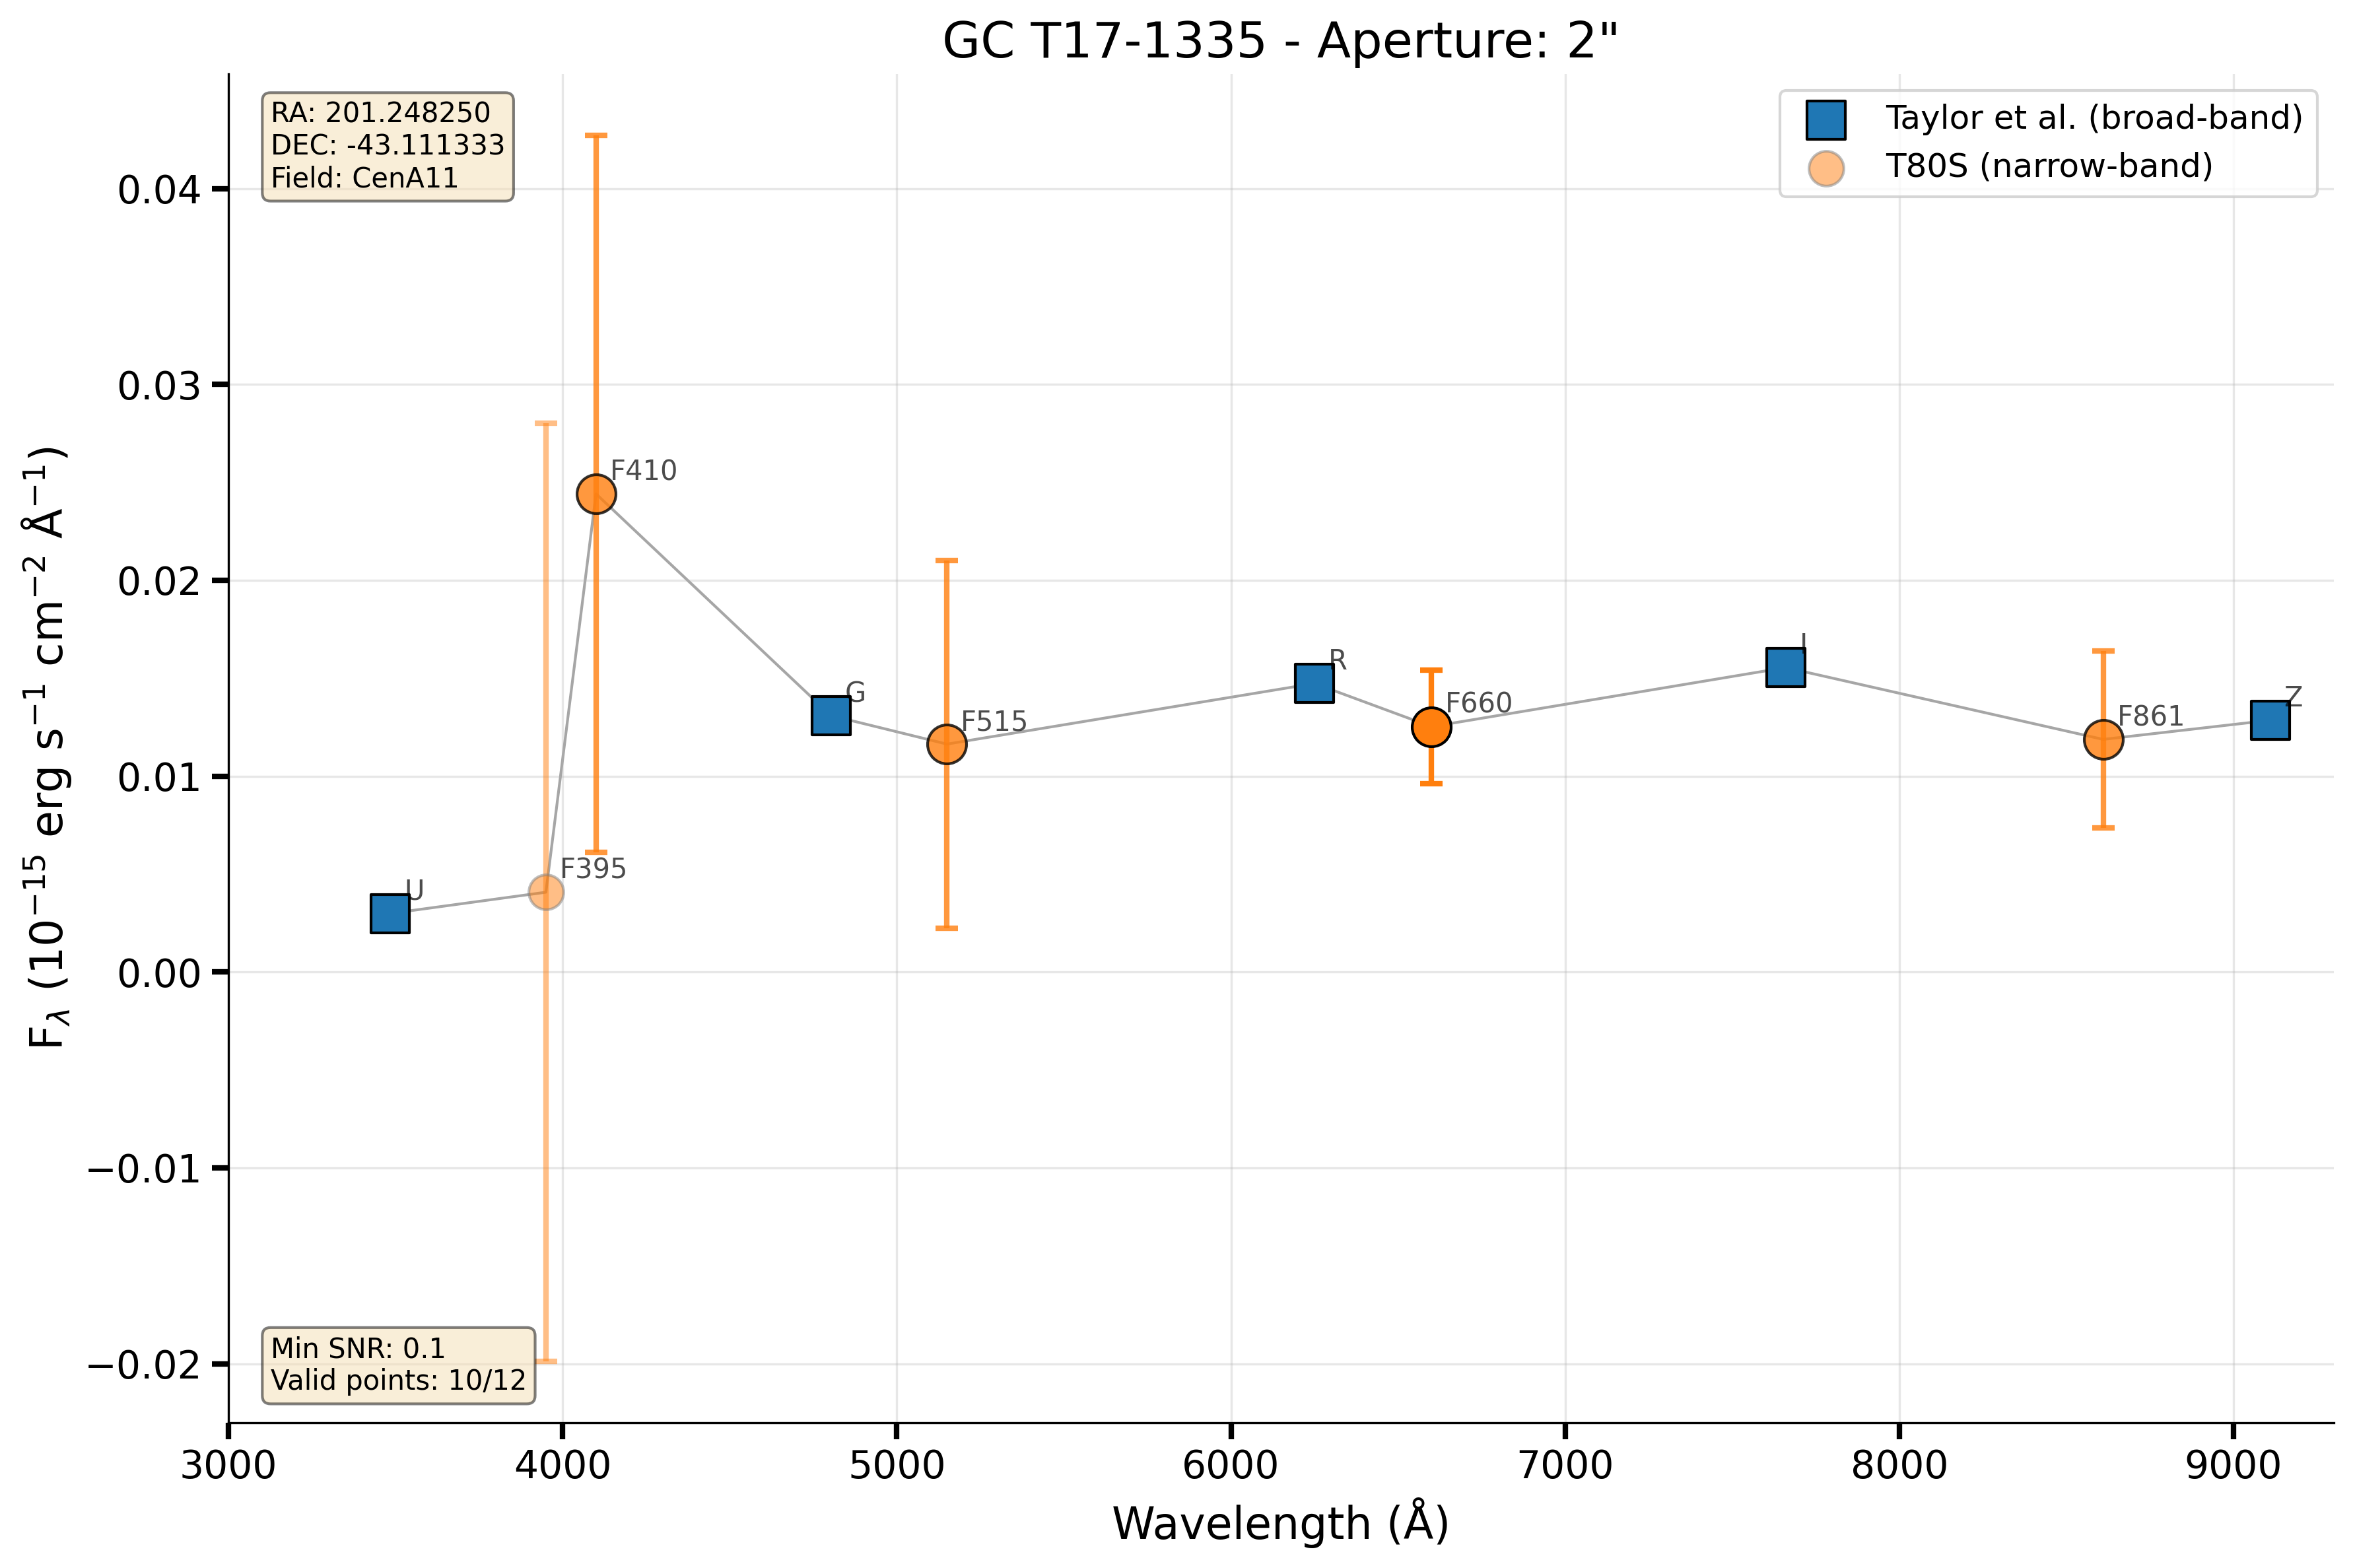 GC T17-1335 - Aperture: 2"
RA: 201.248250
DEC: -43.111333
Field: CenA11
Taylor et al. (broad-band)
T80S (narrow-band)
F_λ (10⁻¹⁵ erg s⁻¹ cm⁻² Å⁻¹)
0.04
0.03
0.02
0.01
0.00
−0.01
−0.02
U
F395
F410
G
F515
R
F660
I
F861
Z
Min SNR: 0.1
Valid points: 10/12
3000 4000 5000 6000 7000 8000 9000
Wavelength (Å)